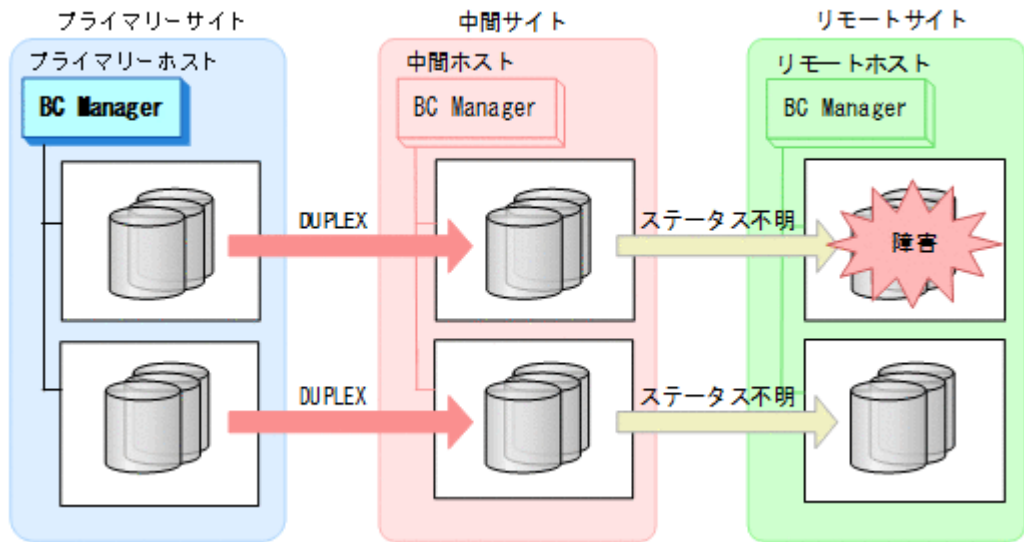 プライマリーサイト
中間サイト
リモートサイト
プライマリーホスト
中間ホスト
リモートホスト
BC Manager
BC Manager
BC Manager
DUPLEX
ステータス不明
障害
DUPLEX
ステータス不明